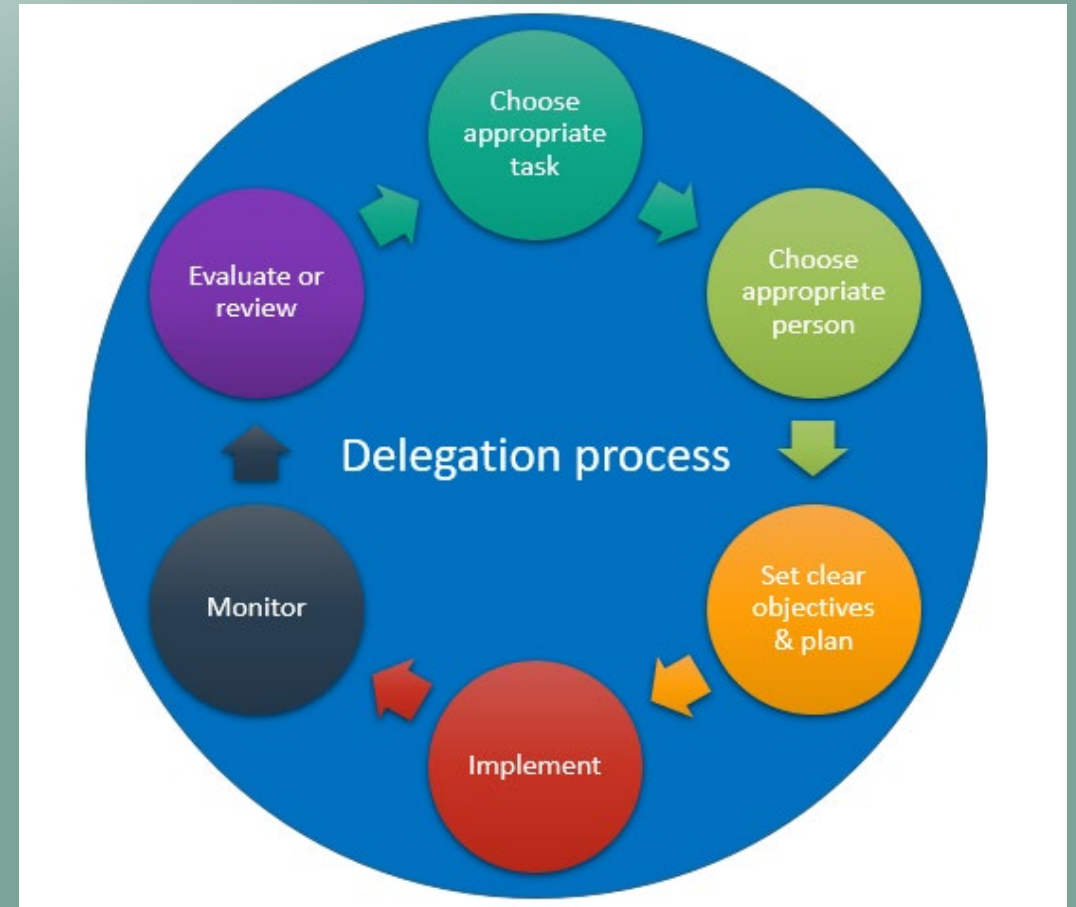 Choose
appropriate
task
Choose
appropriate
person
Set clear
objectives
& plan
Implement
Monitor
Evaluate or
review
Delegation process